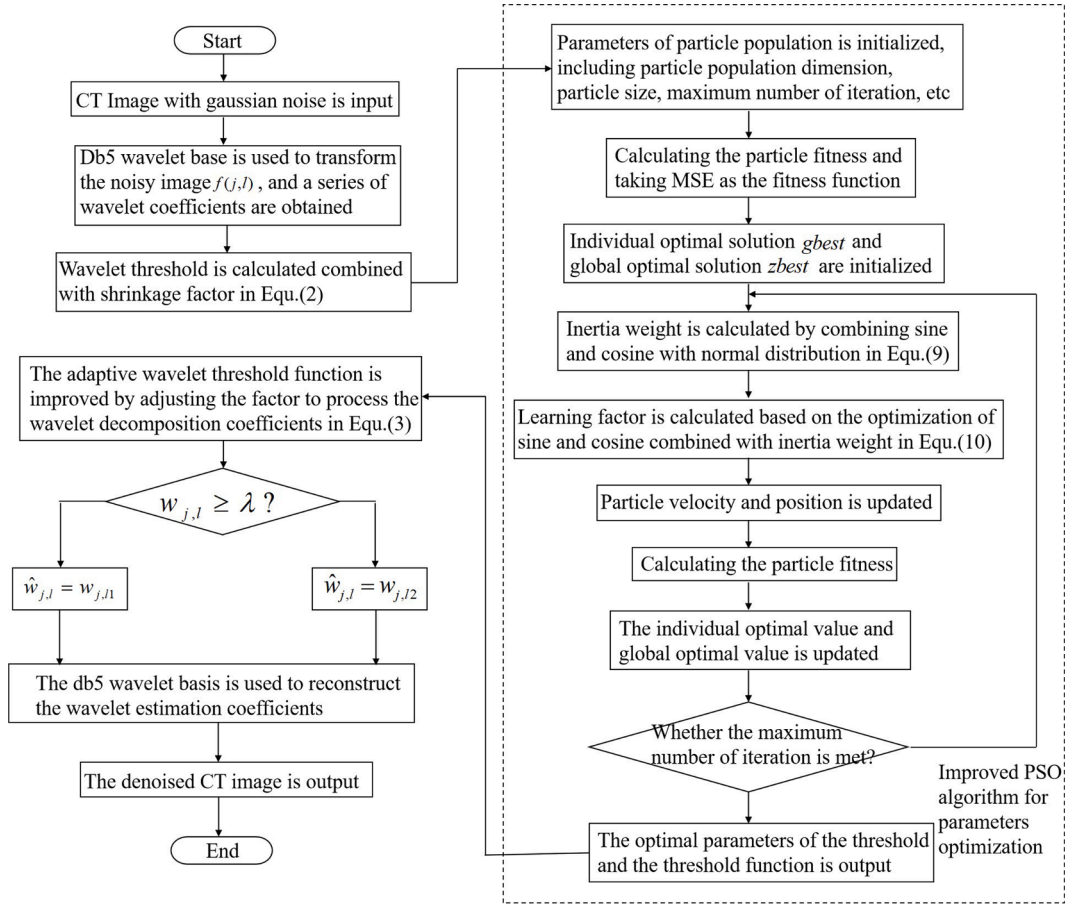 Start
CT Image with gaussian noise is input
Db5 wavelet base is used to transform
the noisy image f(j,l) , and a series of
wavelet coefficients are obtained
Wavelet threshold is calculated combined
with shrinkage factor in Equ.(2)
Parameters of particle population is initialized,
including particle population dimension,
particle size, maximum number of iteration, etc
Calculating the particle fitness and
taking MSE as the fitness function
Individual optimal solution gbest and
global optimal solution zbest are initialized
Inertia weight is calculated by combining sine
and cosine with normal distribution in Equ.(9)
Learning factor is calculated based on the optimization of
sine and cosine combined with inertia weight in Equ.(10)
Particle velocity and position is updated
Calculating the particle fitness
The individual optimal value and
global optimal value is updated
Whether the maximum
number of iteration is met?
Improved PSO
algorithm for
parameters
optimization
The optimal parameters of the threshold
and the threshold function is output
The adaptive wavelet threshold function is
improved by adjusting the factor to process the
wavelet decomposition coefficients in Equ.(3)
w_{j,l} ≥ λ ?
ŵ_{j,l} = w_{j,l1}
ŵ_{j,l} = w_{j,l2}
The db5 wavelet basis is used to reconstruct
the wavelet estimation coefficients
The denoised CT image is output
End